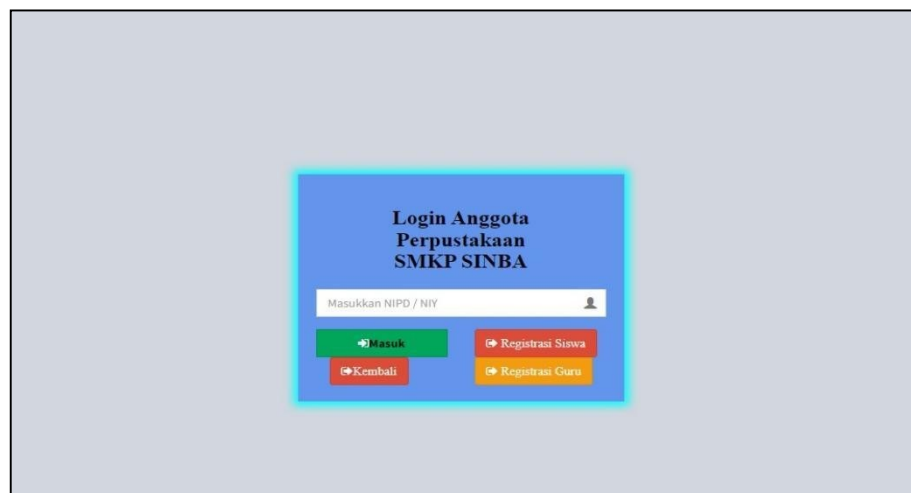 Login Anggota
Perpustakaan
SMKP SINBA
Masukkan NIPD / NIY
Masuk
Registrasi Siswa
Kembali
Registrasi Guru